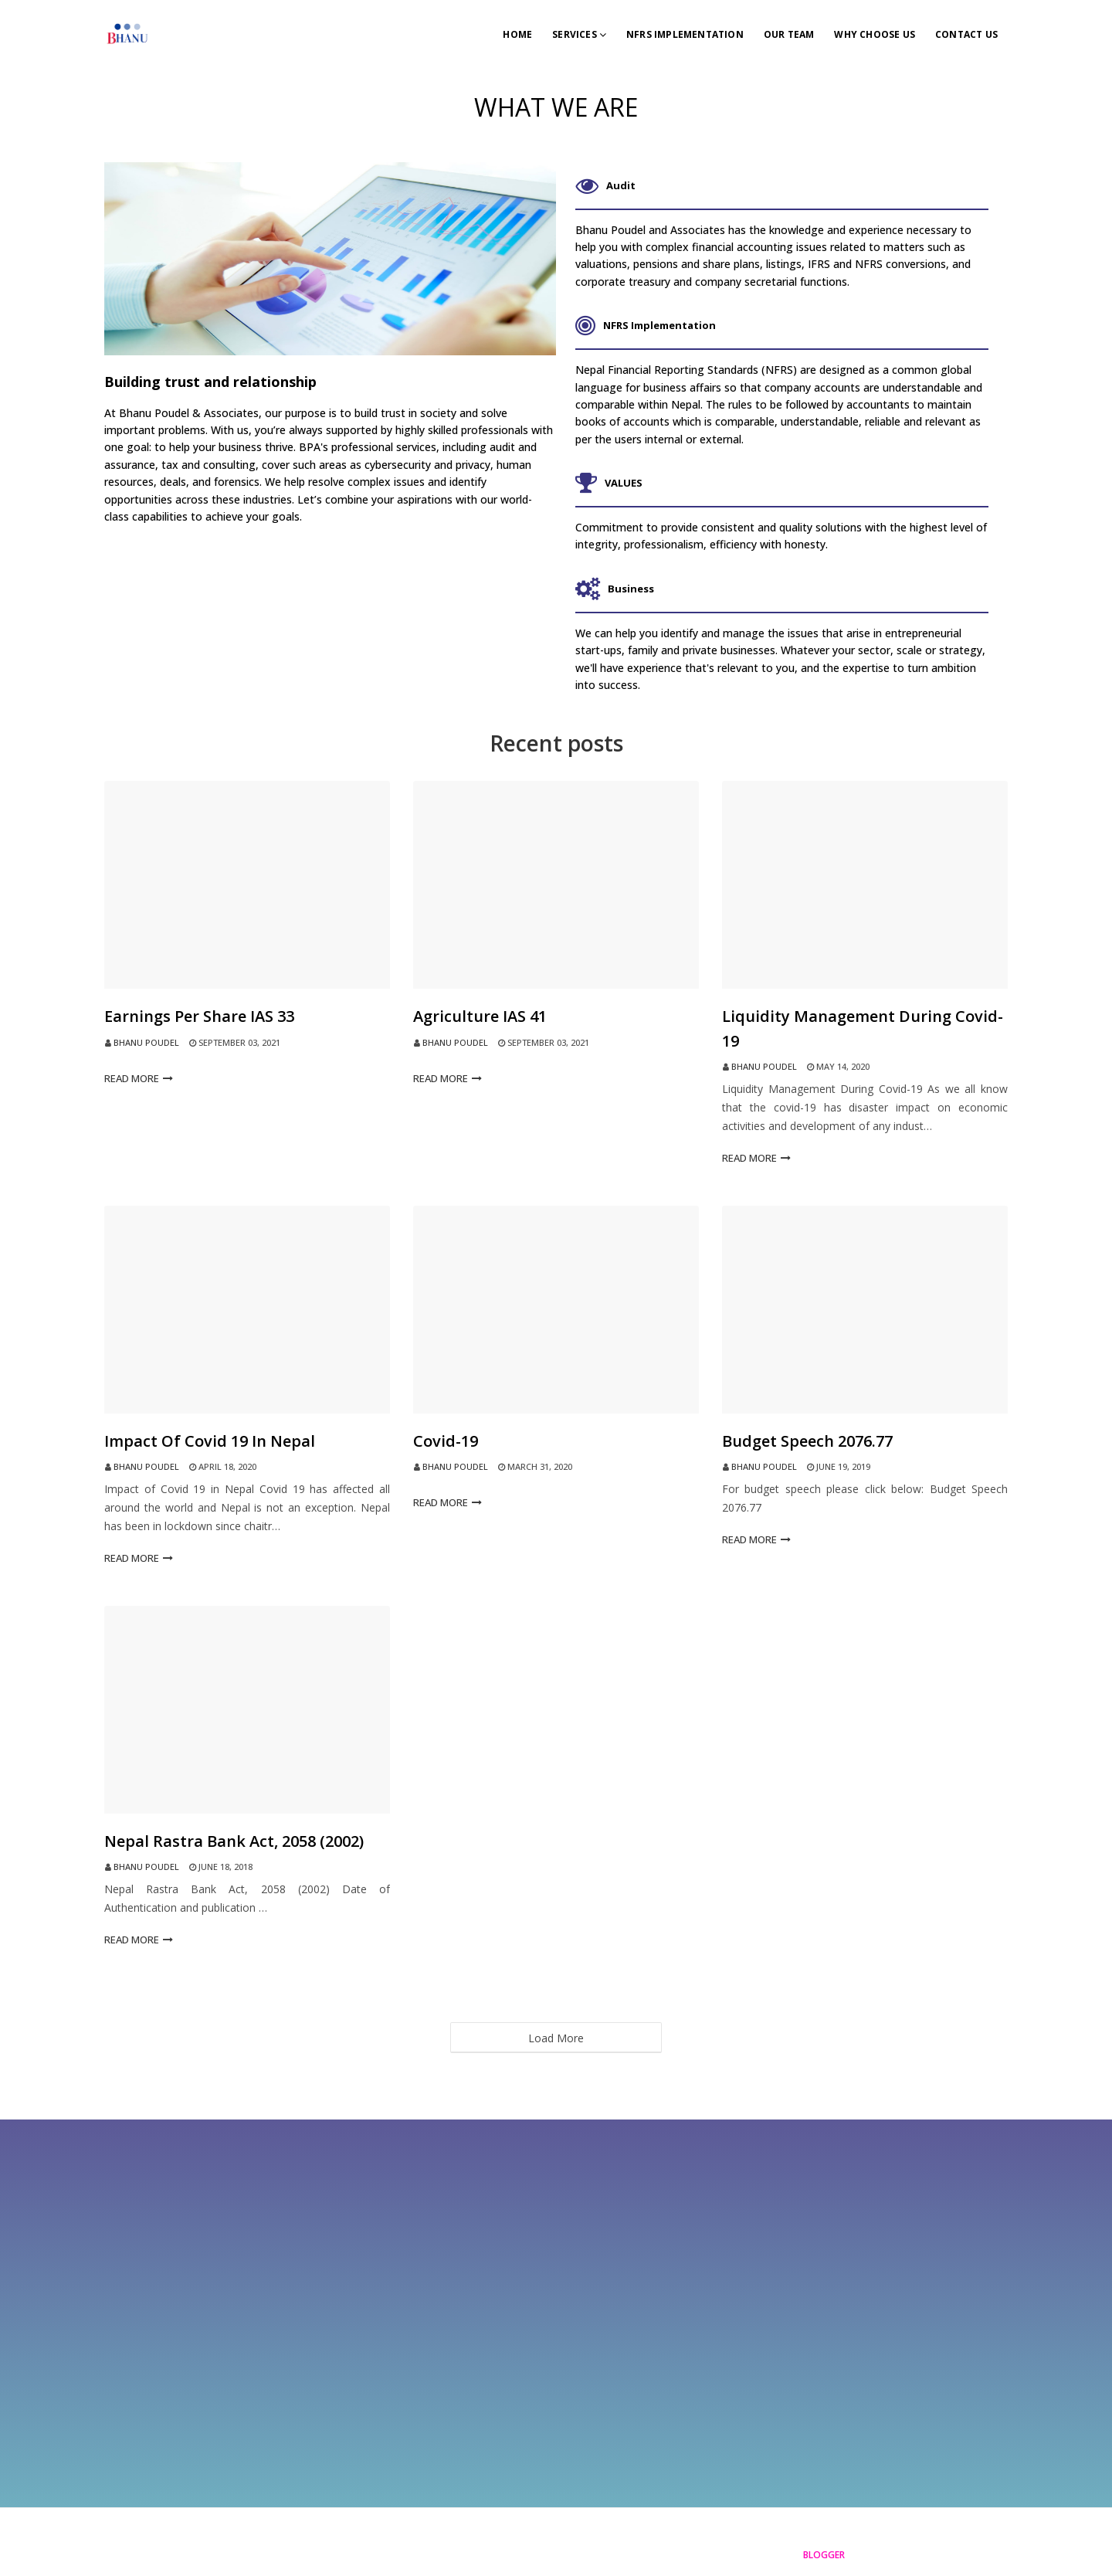 BHANU
HOME SERVICES NFRS IMPLEMENTATION OUR TEAM WHY CHOOSE US CONTACT US
WHAT WE ARE
Building trust and relationship
At Bhanu Poudel & Associates, our purpose is to build trust in society and solve
important problems. With us, you’re always supported by highly skilled professionals with
one goal: to help your business thrive. BPA's professional services, including audit and
assurance, tax and consulting, cover such areas as cybersecurity and privacy, human
resources, deals, and forensics. We help resolve complex issues and identify
opportunities across these industries. Let’s combine your aspirations with our world-
class capabilities to achieve your goals.
Audit
Bhanu Poudel and Associates has the knowledge and experience necessary to
help you with complex financial accounting issues related to matters such as
valuations, pensions and share plans, listings, IFRS and NFRS conversions, and
corporate treasury and company secretarial functions.
NFRS Implementation
Nepal Financial Reporting Standards (NFRS) are designed as a common global
language for business affairs so that company accounts are understandable and
comparable within Nepal. The rules to be followed by accountants to maintain
books of accounts which is comparable, understandable, reliable and relevant as
per the users internal or external.
VALUES
Commitment to provide consistent and quality solutions with the highest level of
integrity, professionalism, efficiency with honesty.
Business
We can help you identify and manage the issues that arise in entrepreneurial
start-ups, family and private businesses. Whatever your sector, scale or strategy,
we'll have experience that's relevant to you, and the expertise to turn ambition
into success.
Recent posts
Earnings Per Share IAS 33
BHANU POUDEL SEPTEMBER 03, 2021
READ MORE
Agriculture IAS 41
BHANU POUDEL SEPTEMBER 03, 2021
READ MORE
Liquidity Management During Covid-
19
BHANU POUDEL MAY 14, 2020
Liquidity Management During Covid-19 As we all know
that the covid-19 has disaster impact on economic
activities and development of any indust…
READ MORE
Impact Of Covid 19 In Nepal
BHANU POUDEL APRIL 18, 2020
Impact of Covid 19 in Nepal Covid 19 has affected all
around the world and Nepal is not an exception. Nepal
has been in lockdown since chaitr…
READ MORE
Covid-19
BHANU POUDEL MARCH 31, 2020
READ MORE
Budget Speech 2076.77
BHANU POUDEL JUNE 19, 2019
For budget speech please click below: Budget Speech
2076.77
READ MORE
Nepal Rastra Bank Act, 2058 (2002)
BHANU POUDEL JUNE 18, 2018
Nepal Rastra Bank Act, 2058 (2002) Date of
Authentication and publication …
READ MORE
Load More
BLOGGER